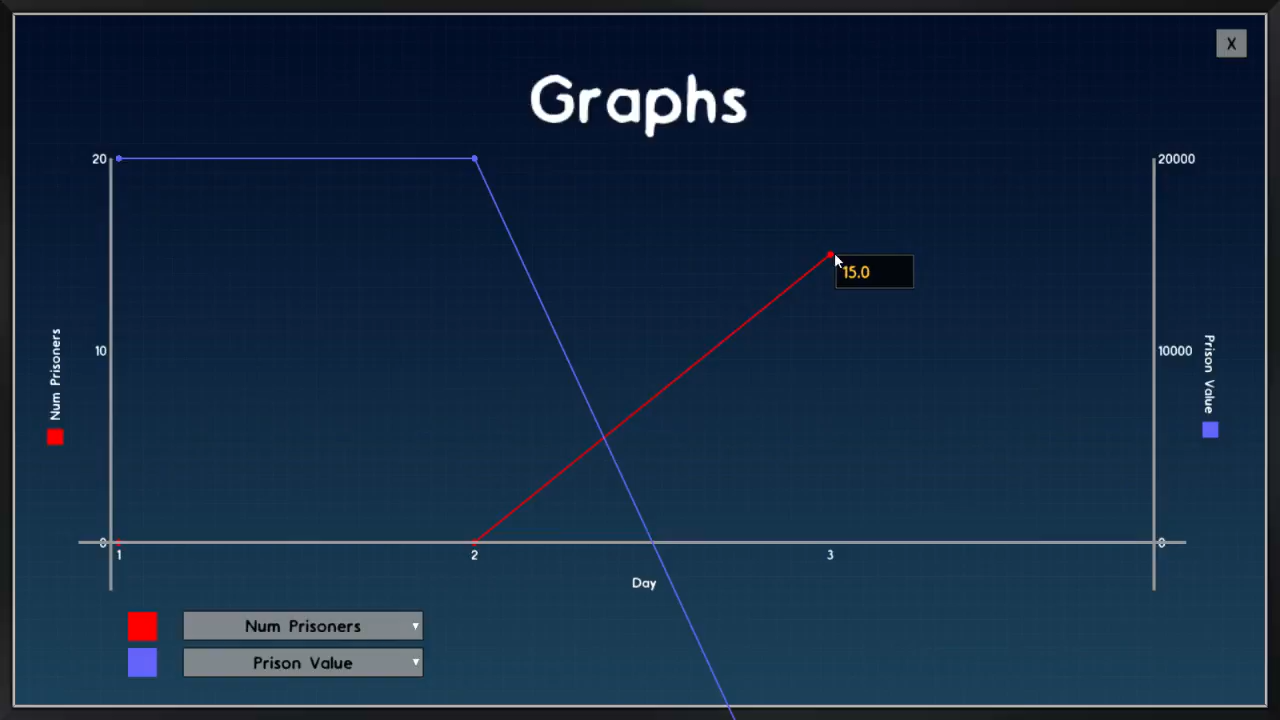 X
Graphs
20
20000
15.0
10
10000
Num Prisoners
Prison Value
0
0
1
2
3
Day
Num Prisoners
Prison Value